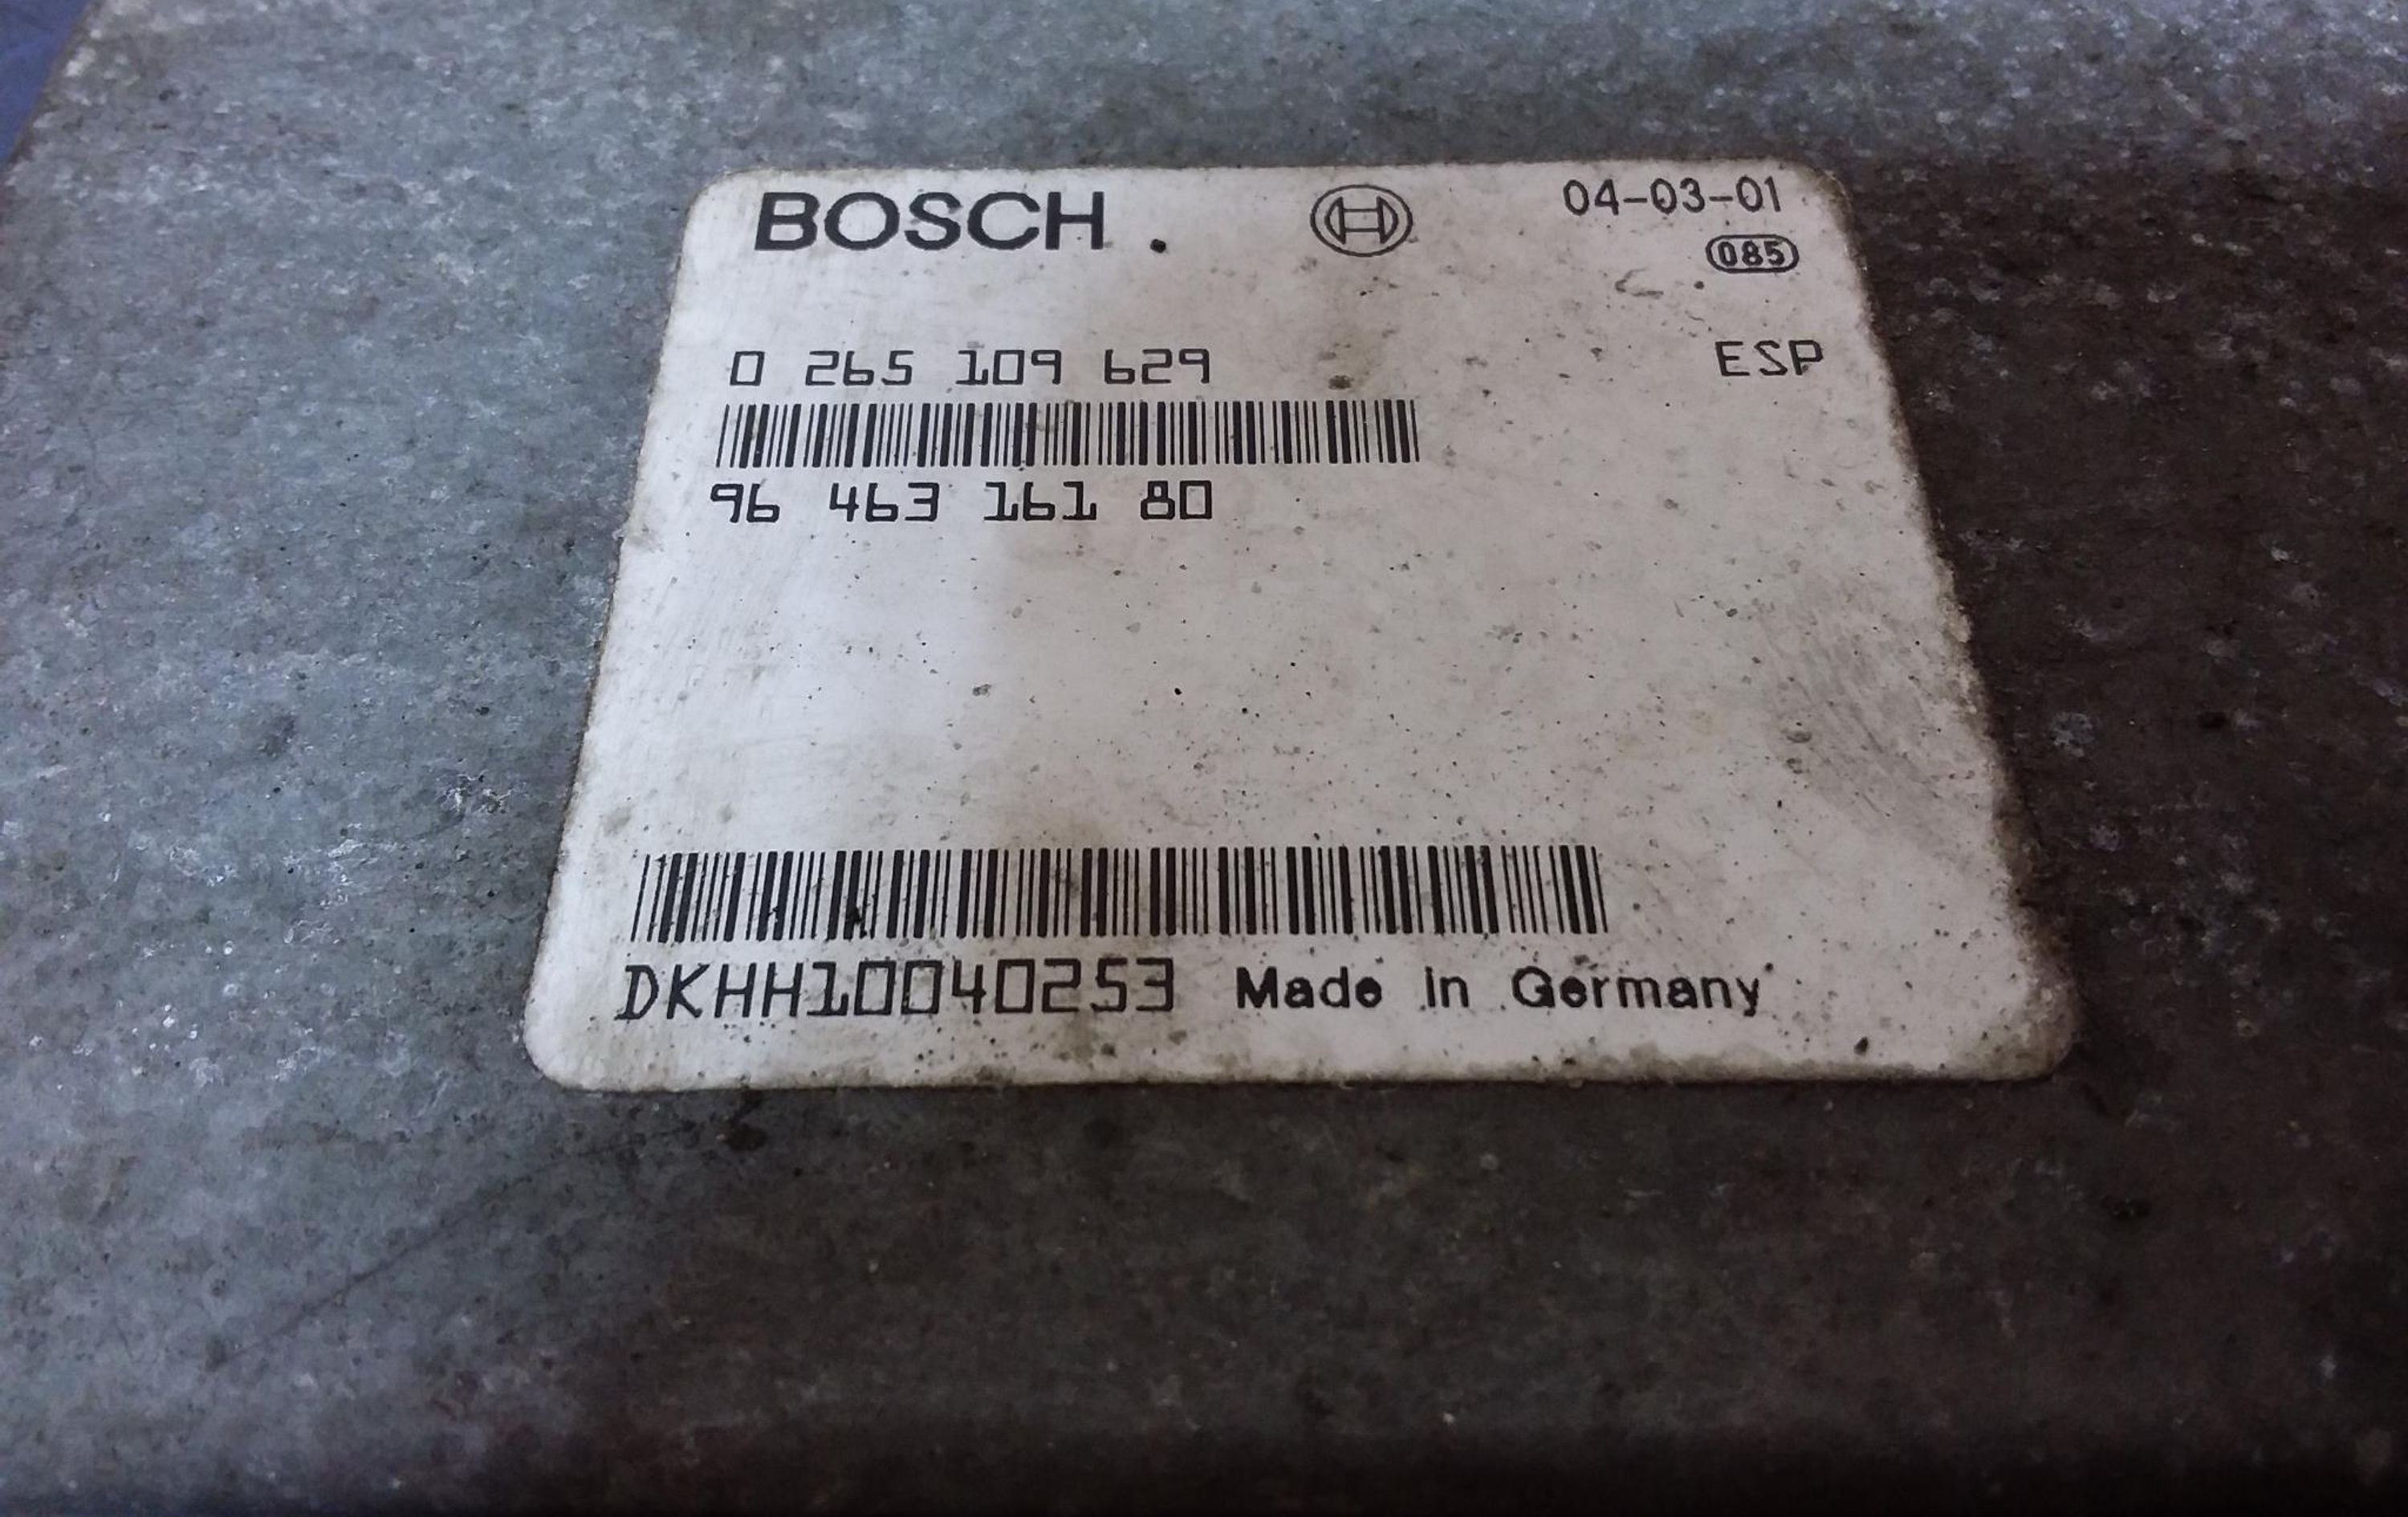 BOSCH 04-03-01
085
0 265 109 629 ESP
96 463 161 80
DKHH10040253 Made in Germany